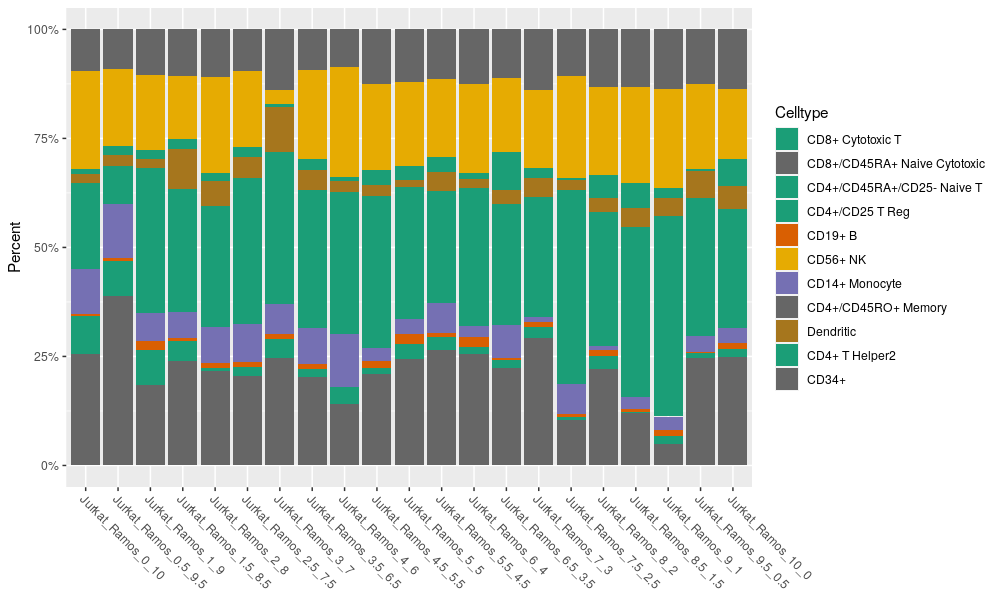 100%
75%
50%
25%
0%
Percent
Jurkat_Ramos_0_10
Jurkat_Ramos_0.5_9.5
Jurkat_Ramos_1_9
Jurkat_Ramos_1.5_8.5
Jurkat_Ramos_2_8
Jurkat_Ramos_2.5_7.5
Jurkat_Ramos_3_7
Jurkat_Ramos_3.5_6.5
Jurkat_Ramos_4_6
Jurkat_Ramos_4.5_5.5
Jurkat_Ramos_5_5
Jurkat_Ramos_5.5_4.5
Jurkat_Ramos_6_4
Jurkat_Ramos_6.5_3.5
Jurkat_Ramos_7_3
Jurkat_Ramos_7.5_2.5
Jurkat_Ramos_8_2
Jurkat_Ramos_8.5_1.5
Jurkat_Ramos_9_1
Jurkat_Ramos_9.5_0.5
Jurkat_Ramos_10_0
Celltype
CD8+ Cytotoxic T
CD8+/CD45RA+ Naive Cytotoxic
CD4+/CD45RA+/CD25- Naive T
CD4+/CD25 T Reg
CD19+ B
CD56+ NK
CD14+ Monocyte
CD4+/CD45RO+ Memory
Dendritic
CD4+ T Helper2
CD34+